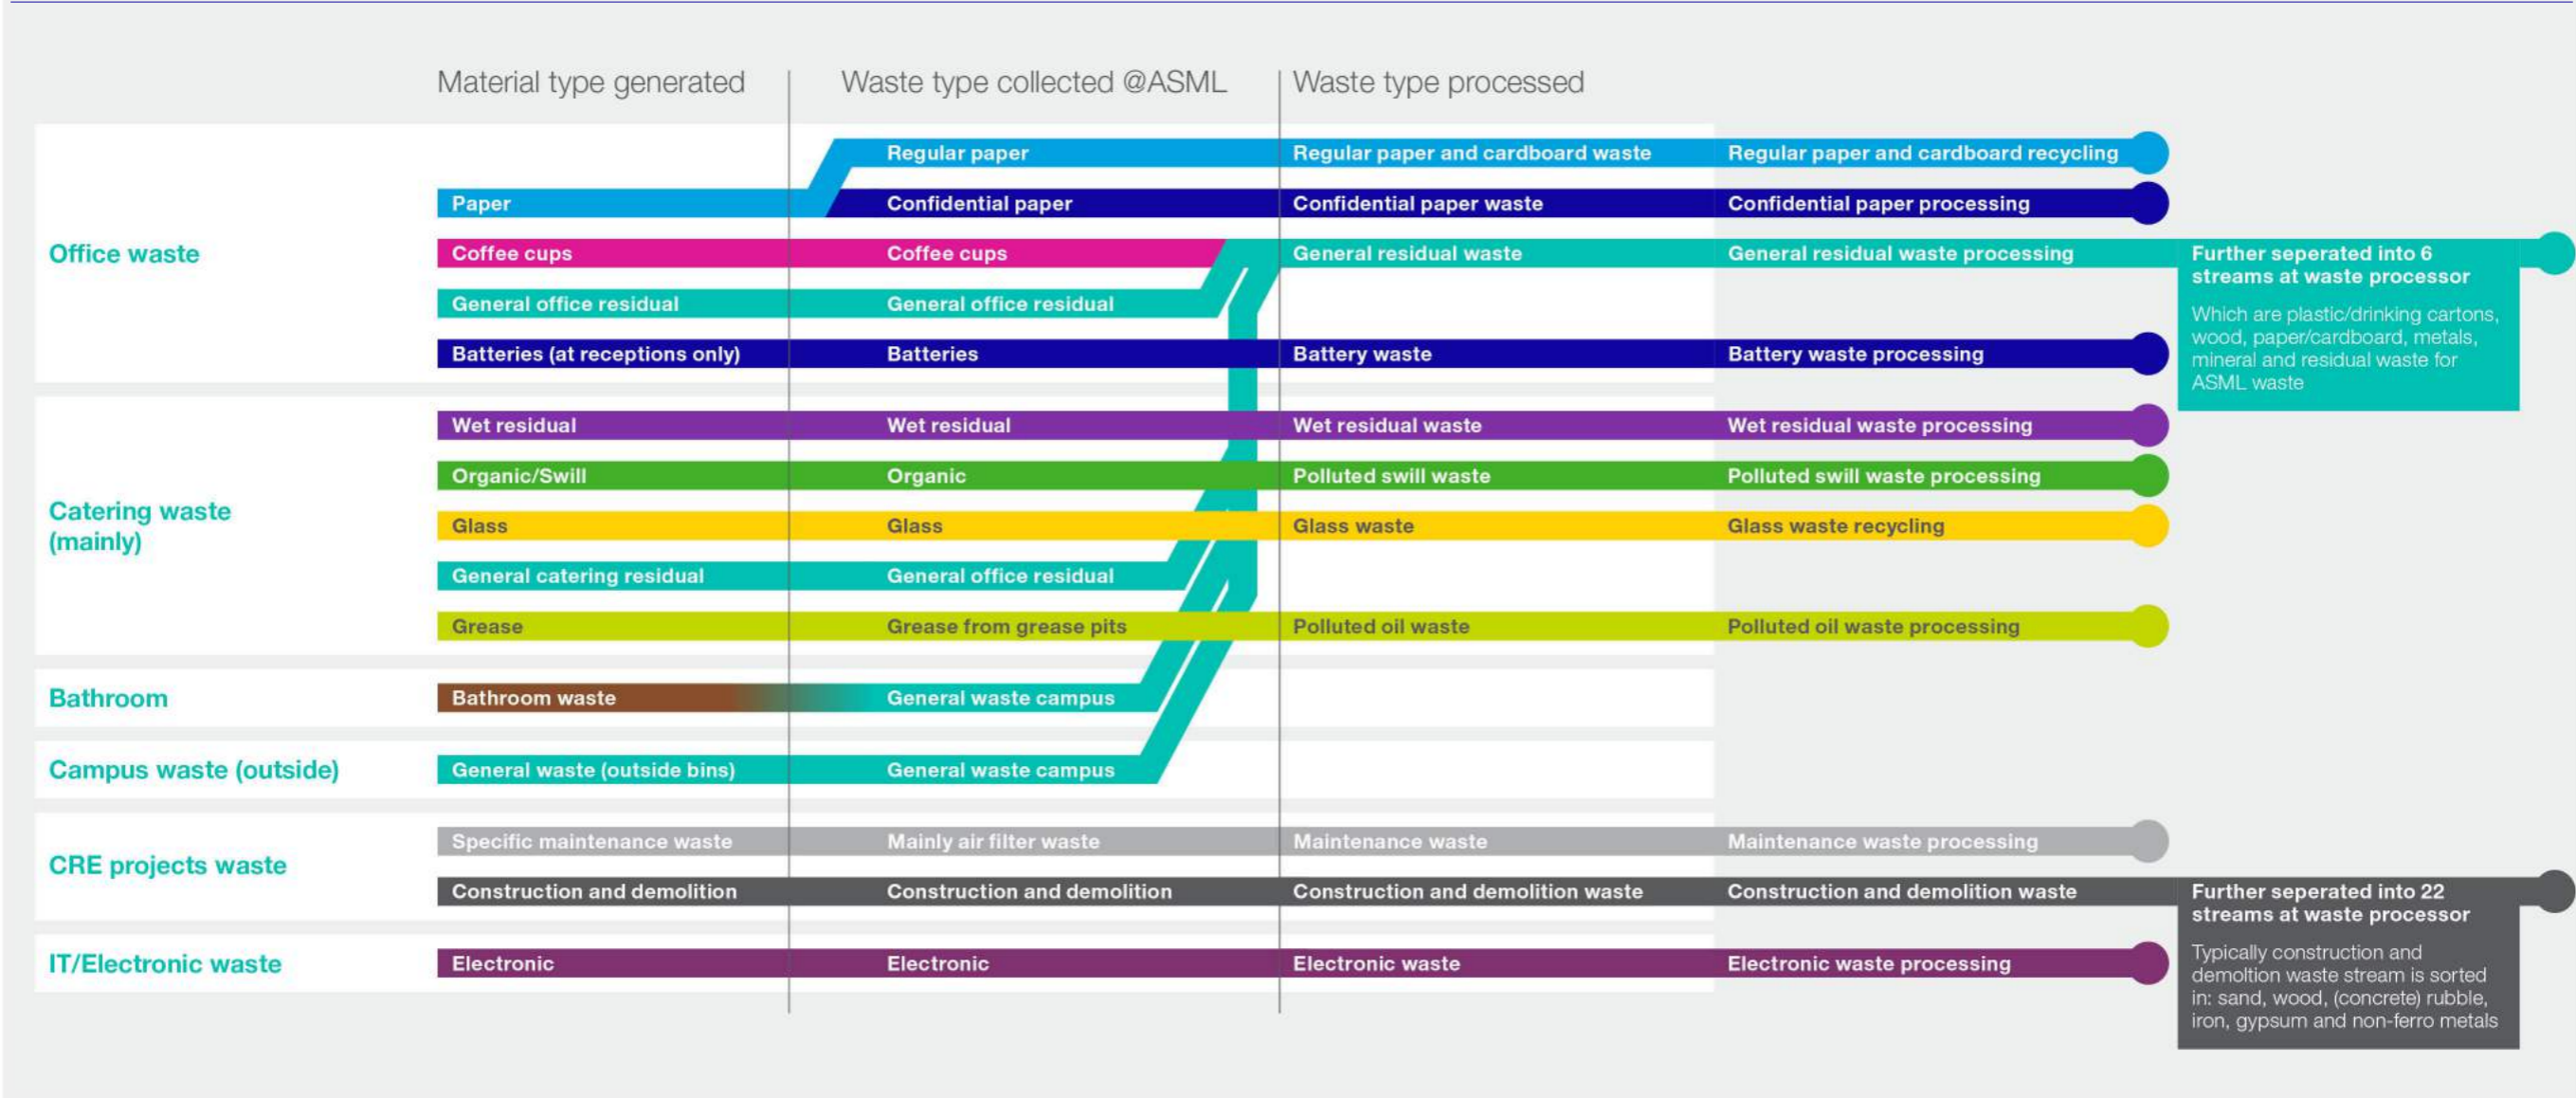 Material type generated
Waste type collected @ASML
Waste type processed
Regular paper
Regular paper and cardboard waste
Regular paper and cardboard recycling
Paper
Confidential paper
Confidential paper waste
Confidential paper processing
Office waste
Coffee cups
Coffee cups
General residual waste
General residual waste processing
Further seperated into 6
streams at waste processor
Which are plastic/drinking cartons,
wood, paper/cardboard, metals,
mineral and residual waste for
ASML waste
General office residual
General office residual
Batteries (at receptions only)
Batteries
Battery waste
Battery waste processing
Catering waste
(mainly)
Wet residual
Wet residual
Wet residual waste
Wet residual waste processing
Organic/Swill
Organic
Polluted swill waste
Polluted swill waste processing
Glass
Glass
Glass waste
Glass waste recycling
General catering residual
General office residual
Grease
Grease from grease pits
Polluted oil waste
Polluted oil waste processing
Bathroom
Bathroom waste
General waste campus
Campus waste (outside)
General waste (outside bins)
General waste campus
CRE projects waste
Specific maintenance waste
Mainly air filter waste
Maintenance waste
Maintenance waste processing
Construction and demolition
Construction and demolition
Construction and demolition waste
Construction and demolition waste
Further seperated into 22
streams at waste processor
Typically construction and
demoltion waste stream is sorted
in: sand, wood, (concrete) rubble,
iron, gypsum and non-ferro metals
IT/Electronic waste
Electronic
Electronic
Electronic waste
Electronic waste processing